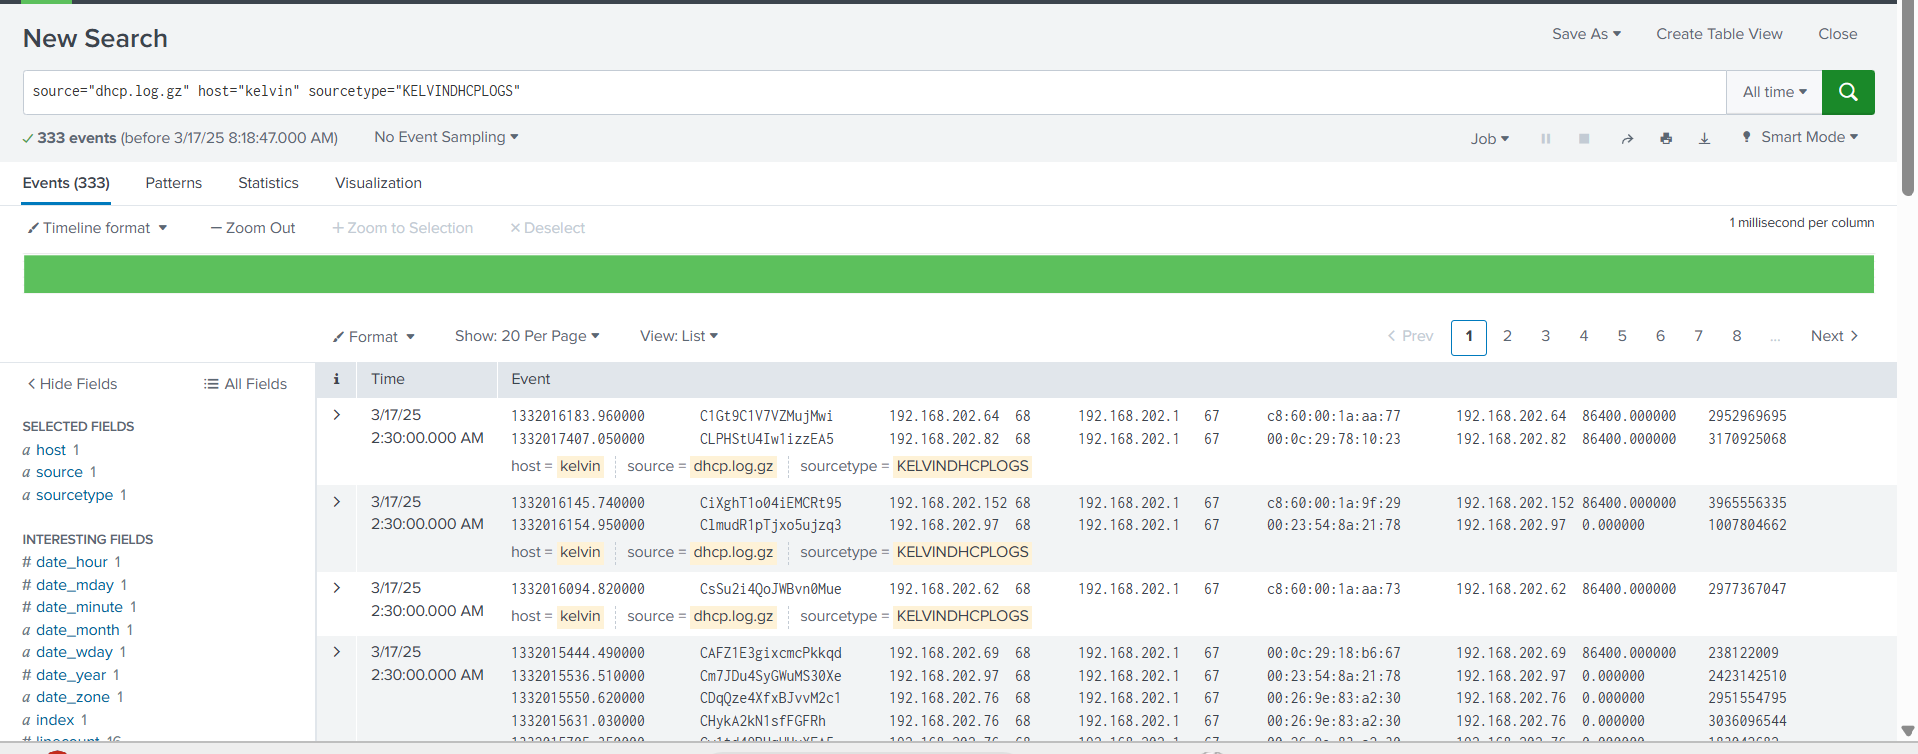 New Search
Save As
Create Table View
Close
source="dhcp.log.gz" host="kelvin" sourcetype="KELVINDHCPLOGS"
All time
333 events (before 3/17/25 8:18:47.000 AM)
No Event Sampling
Job
Smart Mode
Events (333)
Patterns
Statistics
Visualization
Timeline format
— Zoom Out
+ Zoom to Selection
× Deselect
1 millisecond per column
Format
Show: 20 Per Page
View: List
< Prev
1 2 3 4 5 6 7 8 ...
Next >
< Hide Fields
All Fields
i Time Event
SELECTED FIELDS
a host 1
a source 1
a sourcetype 1
INTERESTING FIELDS
# date_hour 1
# date_mday 1
# date_minute 1
a date_month 1
a date_wday 1
# date_year 1
a date_zone 1
a index 1
# linecount 16
> 3/17/25 2:30:00.000 AM
1332016183.960000 C1Gt9C1V7VZMujMwi 192.168.202.64 68 192.168.202.1 67 c8:60:00:1a:aa:77 192.168.202.64 86400.000000 2952969695
1332017407.050000 CLPHStU4Iw1izzEA5 192.168.202.82 68 192.168.202.1 67 00:0c:29:78:10:23 192.168.202.82 86400.000000 3170925068
host = kelvin source = dhcp.log.gz sourcetype = KELVINDHCPLOGS
> 3/17/25 2:30:00.000 AM
1332016145.740000 CiXghT1o04iEMCRt95 192.168.202.152 68 192.168.202.1 67 c8:60:00:1a:9f:29 192.168.202.152 86400.000000 3965556335
1332016154.950000 ClmudR1pTjxo5ujzq3 192.168.202.97 68 192.168.202.1 67 00:23:54:8a:21:78 192.168.202.97 0.000000 1007804662
host = kelvin source = dhcp.log.gz sourcetype = KELVINDHCPLOGS
> 3/17/25 2:30:00.000 AM
1332016094.820000 CsSu2i4QoJWBvn0Mue 192.168.202.62 68 192.168.202.1 67 c8:60:00:1a:aa:73 192.168.202.62 86400.000000 2977367047
host = kelvin source = dhcp.log.gz sourcetype = KELVINDHCPLOGS
> 3/17/25 2:30:00.000 AM
1332015444.490000 CAFZ1E3gixcmcPkkqd 192.168.202.69 68 192.168.202.1 67 00:0c:29:18:b6:67 192.168.202.69 86400.000000 238122009
1332015536.510000 Cm7JDu4SyGWuMS30Xe 192.168.202.97 68 192.168.202.1 67 00:23:54:8a:21:78 192.168.202.97 0.000000 2423142510
1332015550.620000 CDqQze4XfxBJvvM2c1 192.168.202.76 68 192.168.202.1 67 00:26:9e:83:a2:30 192.168.202.76 0.000000 2951554795
1332015631.030000 CHykA2kN1sfFGFRh 192.168.202.76 68 192.168.202.1 67 00:26:9e:83:a2:30 192.168.202.76 0.000000 3036096544